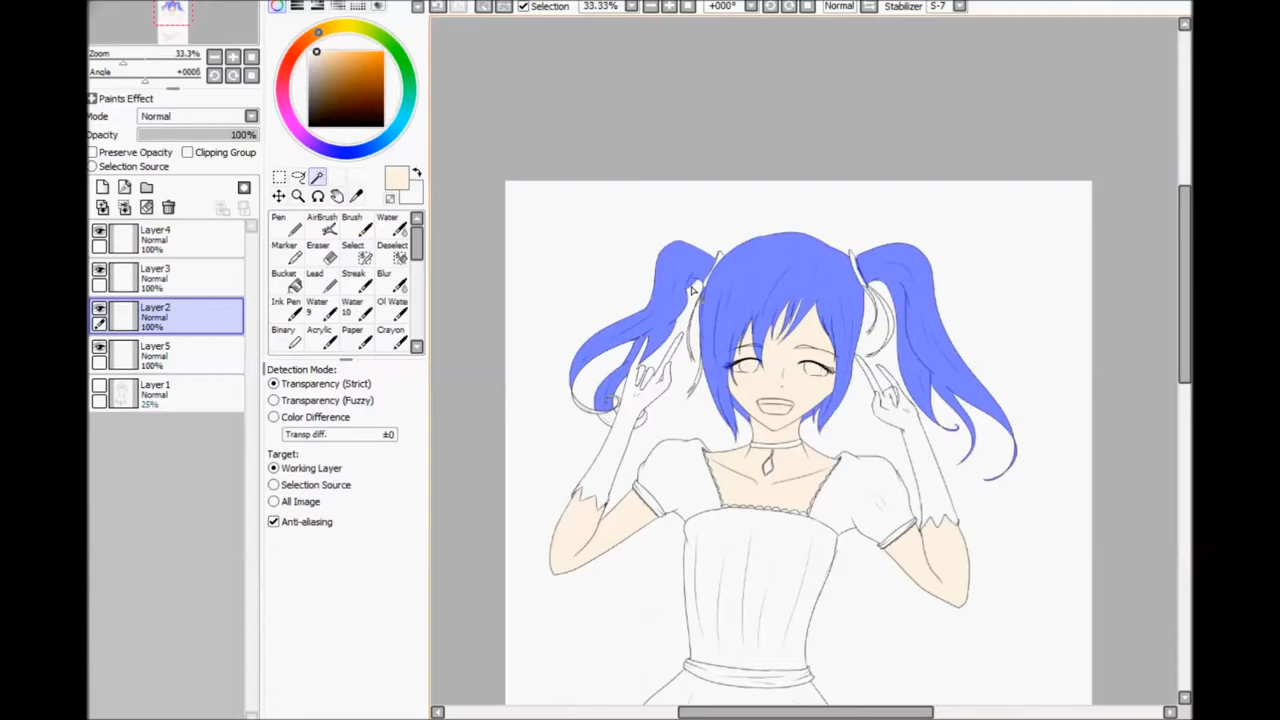 Selection 33.33% +000° Normal Stabilizer S-7
Zoom 33.3%
Angle +000
Paints Effect
Mode Normal
Opacity 100%
Preserve Opacity Clipping Group
Selection Source
Layer4
Normal
100%
Layer3
Normal
100%
Layer2
Normal
100%
Layer5
Normal
100%
Layer1
Normal
25%
Pen AirBrush Brush Water
Marker Eraser Select Deselect
Bucket Lead Streak Blur
Ink Pen Water 9 Water 10 Ol Wate
Binary Acrylic Paper Crayon
Detection Mode:
Transparency (Strict)
Transparency (Fuzzy)
Color Difference
Transp diff. ±0
Target:
Working Layer
Selection Source
All Image
Anti-aliasing